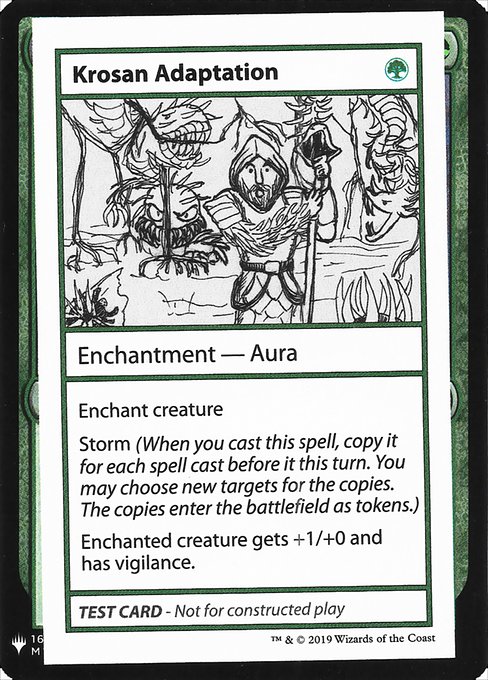 Krosan Adaptation
Enchantment — Aura
Enchant creature
Storm (When you cast this spell, copy it
for each spell cast before it this turn. You
may choose new targets for the copies.
The copies enter the battlefield as tokens.)
Enchanted creature gets +1/+0 and
has vigilance.
TEST CARD - Not for constructed play
™ & © 2019 Wizards of the Coast
16
M